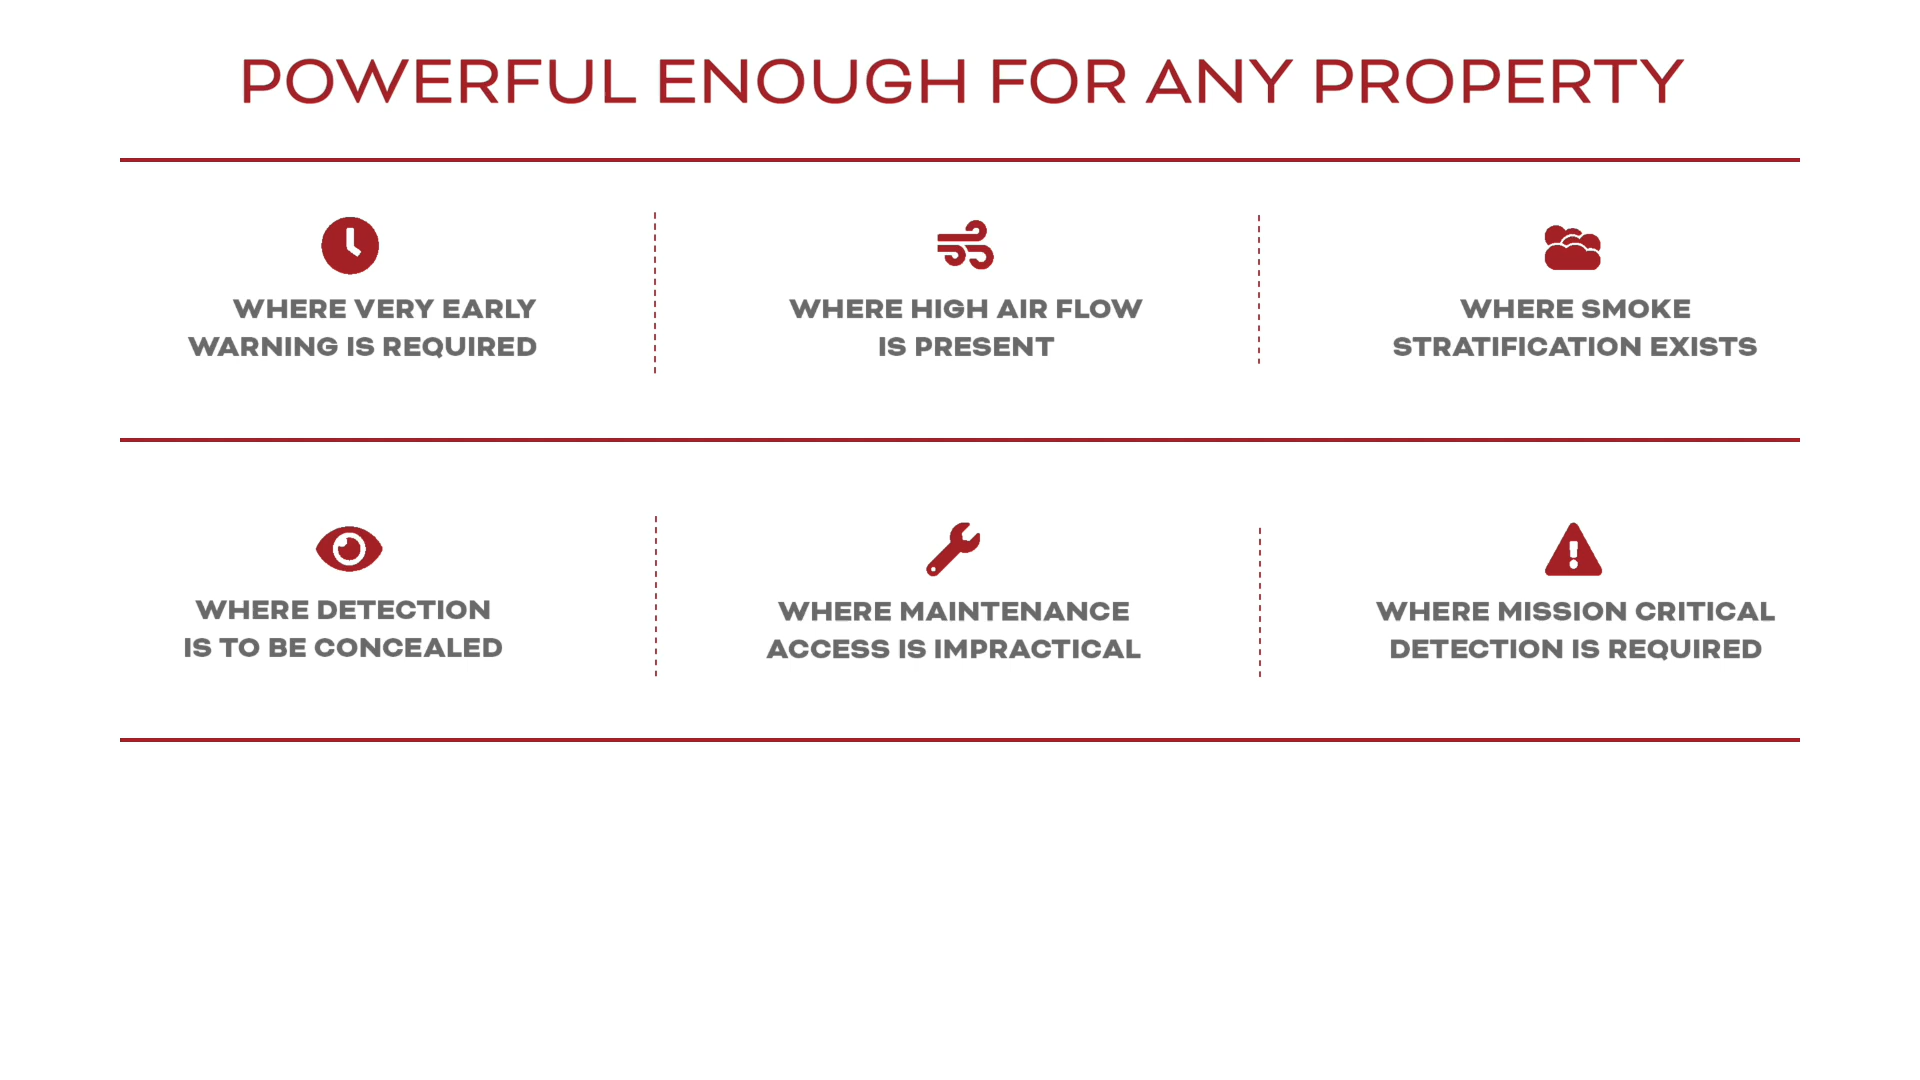 POWERFUL ENOUGH FOR ANY PROPERTY
WHERE VERY EARLY
WARNING IS REQUIRED
WHERE HIGH AIR FLOW
IS PRESENT
WHERE SMOKE
STRATIFICATION EXISTS
WHERE DETECTION
IS TO BE CONCEALED
WHERE MAINTENANCE
ACCESS IS IMPRACTICAL
WHERE MISSION CRITICAL
DETECTION IS REQUIRED